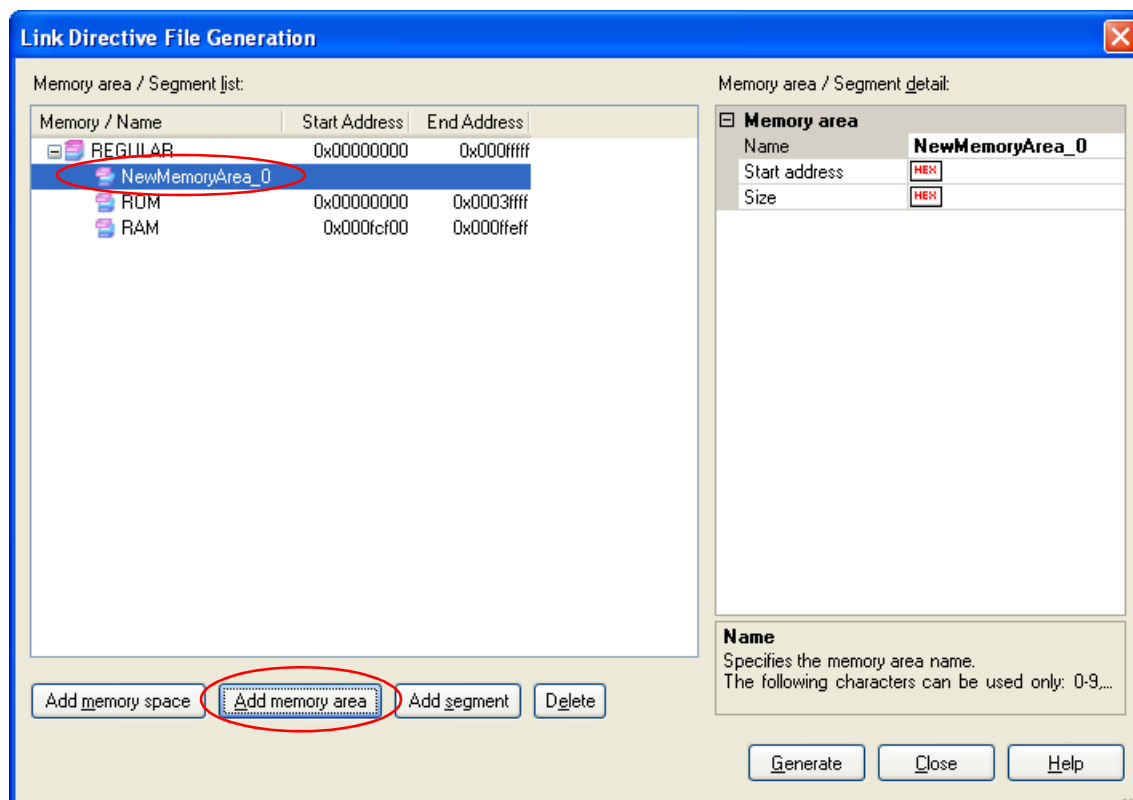 Link Directive File Generation
Memory area / Segment list:
Memory / Name Start Address End Address
REGULAR 0x00000000 0x000fffff
NewMemoryArea_0
ROM 0x00000000 0x0003ffff
RAM 0x000fcf00 0x000ffeff
Add memory space Add memory area Add segment Delete
Memory area / Segment detail:
Memory area
Name NewMemoryArea_0
Start address HEX
Size HEX
Name
Specifies the memory area name.
The following characters can be used only: 0-9,...
Generate Close Help